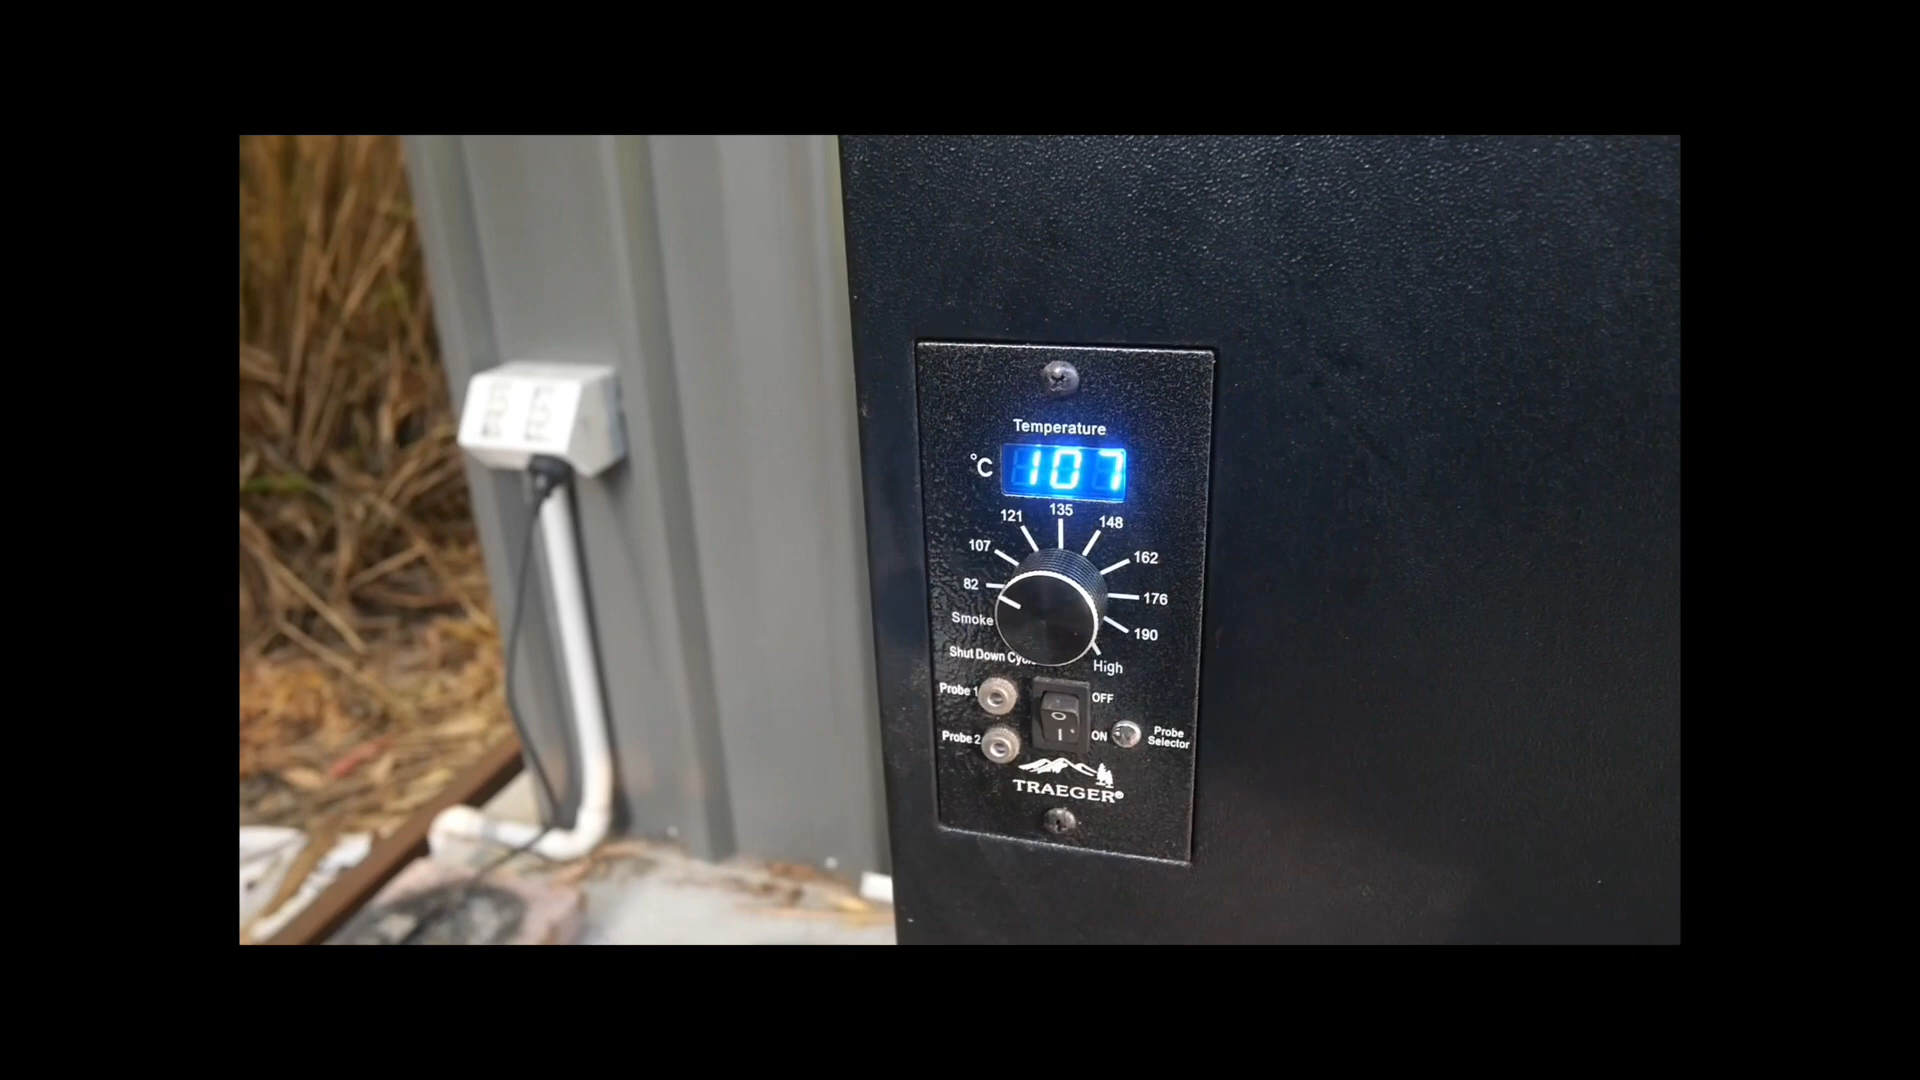 Temperature
°C 107
135
121
148
107
162
82
176
Smoke
190
Shut Down Cyc
High
Probe 1
OFF
Probe 2
ON
Probe
Selector
TRAEGER®